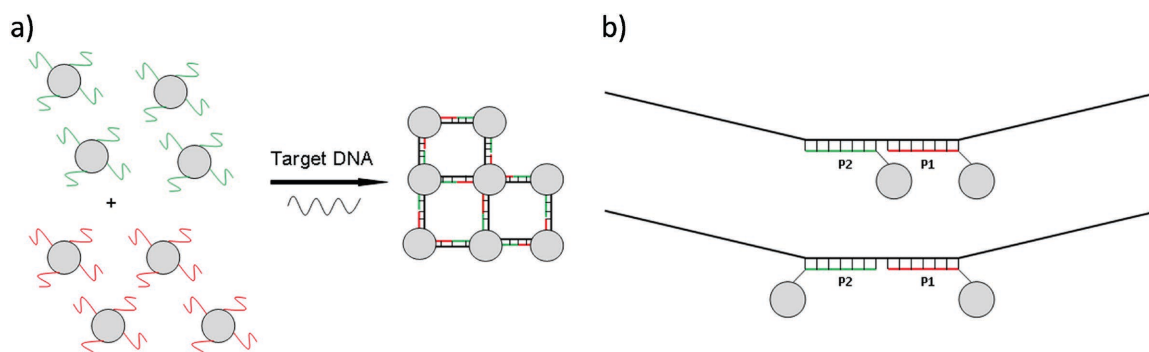 a)
+
Target DNA
b)
P2 P1
P2 P1